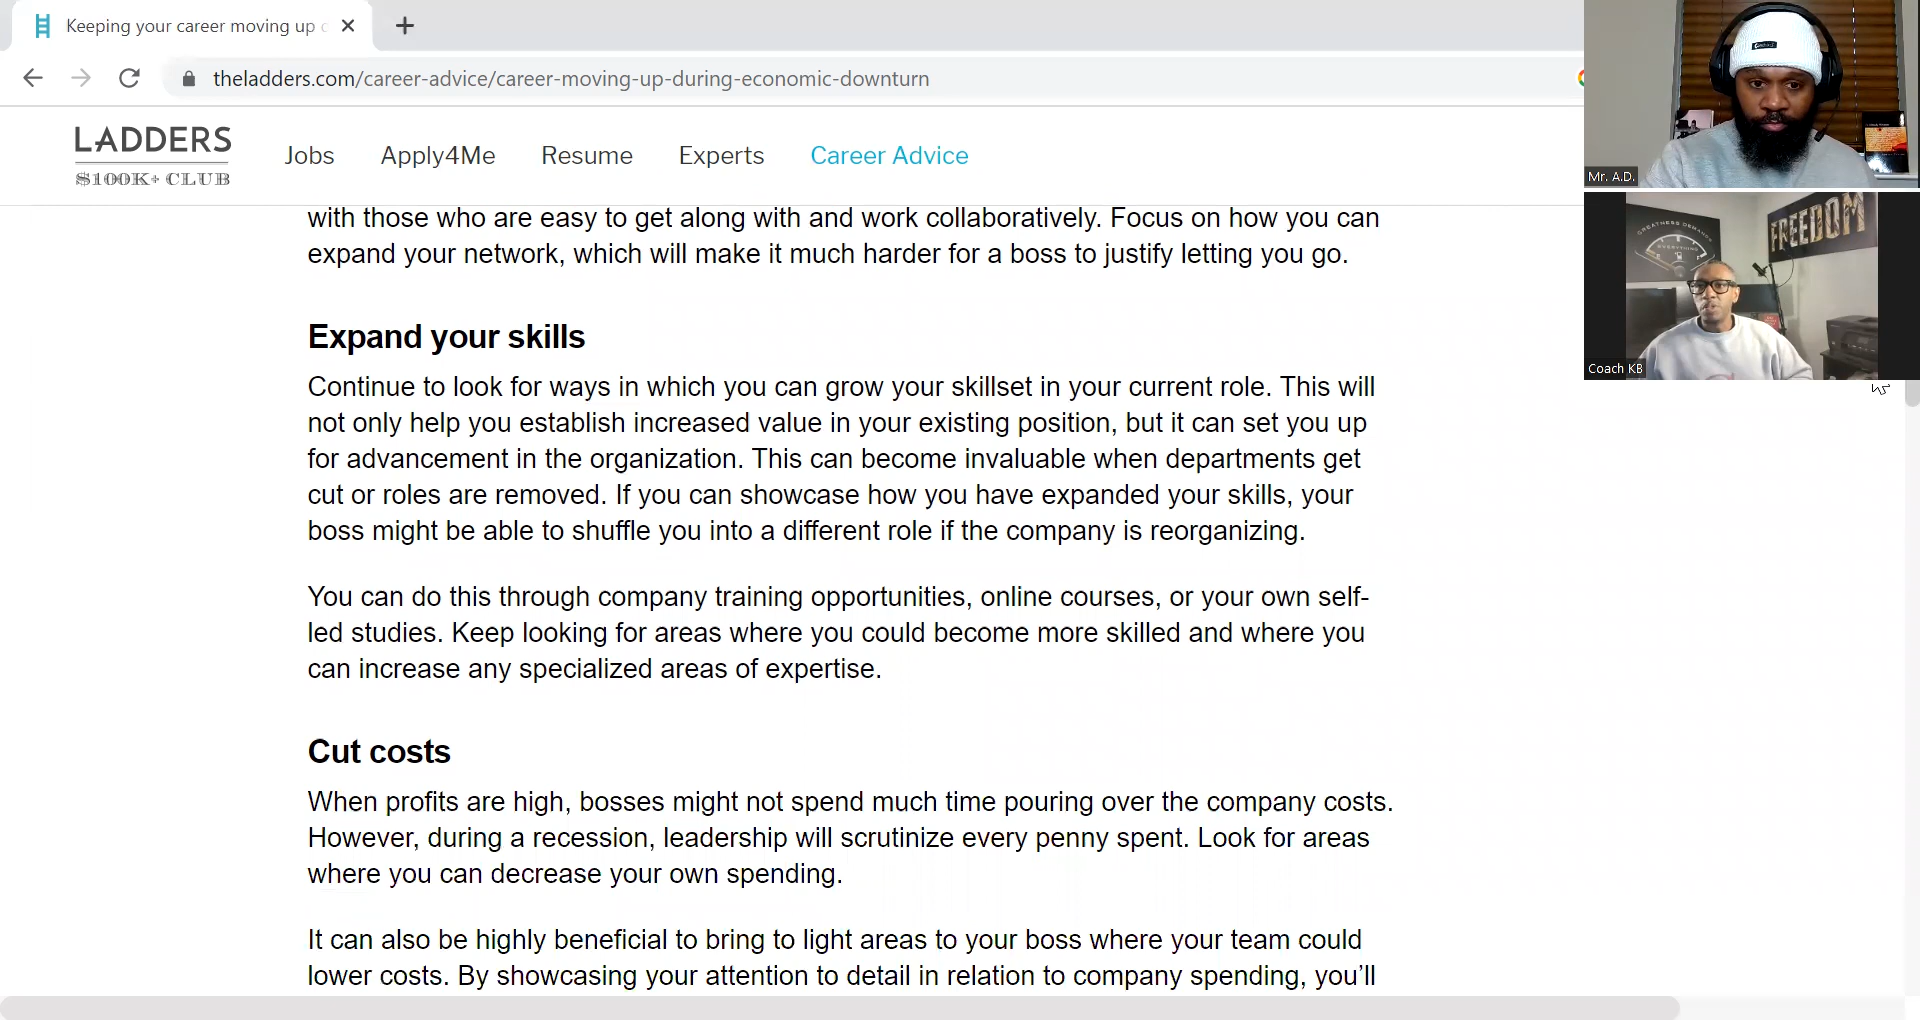 Keeping your career moving up
theladders.com/career-advice/career-moving-up-during-economic-downturn
LADDERS
$100K+ CLUB
Jobs
Apply4Me
Resume
Experts
Career Advice
with those who are easy to get along with and work collaboratively. Focus on how you can
expand your network, which will make it much harder for a boss to justify letting you go.
Expand your skills
Continue to look for ways in which you can grow your skillset in your current role. This will
not only help you establish increased value in your existing position, but it can set you up
for advancement in the organization. This can become invaluable when departments get
cut or roles are removed. If you can showcase how you have expanded your skills, your
boss might be able to shuffle you into a different role if the company is reorganizing.
You can do this through company training opportunities, online courses, or your own self-
led studies. Keep looking for areas where you could become more skilled and where you
can increase any specialized areas of expertise.
Cut costs
When profits are high, bosses might not spend much time pouring over the company costs.
However, during a recession, leadership will scrutinize every penny spent. Look for areas
where you can decrease your own spending.
It can also be highly beneficial to bring to light areas to your boss where your team could
lower costs. By showcasing your attention to detail in relation to company spending, you’ll
Mr. A.D.
GREATNESS DEMANDS
EVERYTHING
FREEDOM
Coach KB